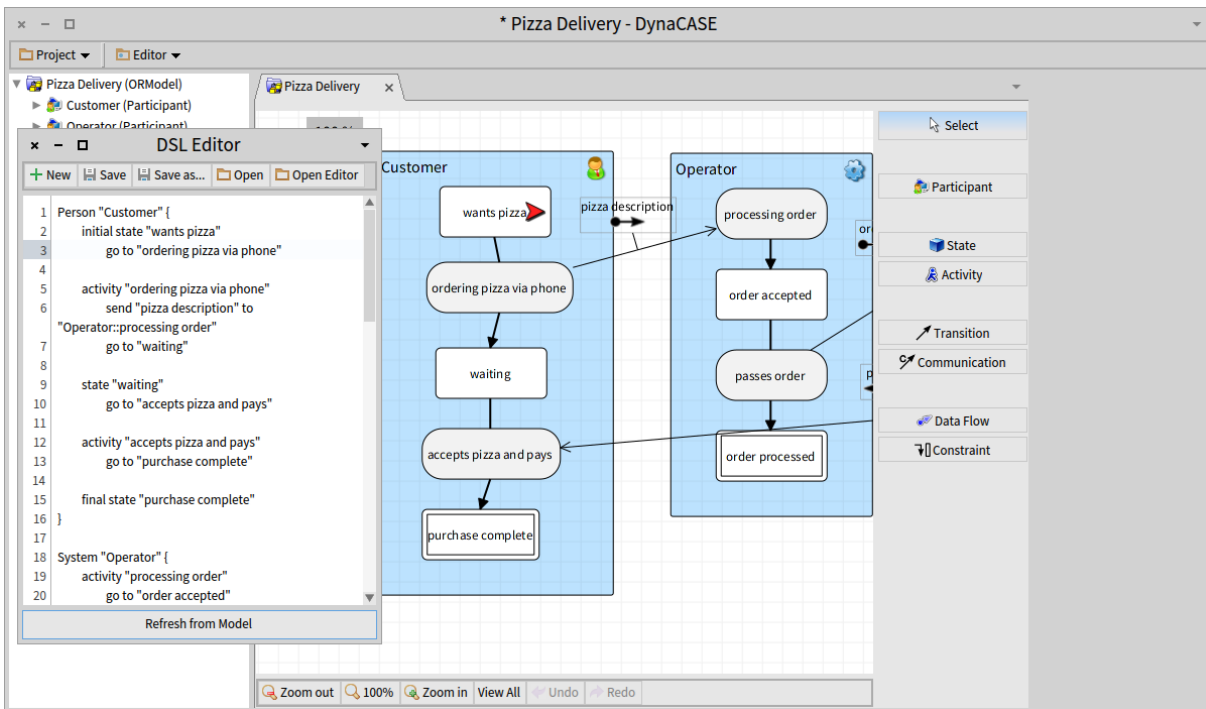 * Pizza Delivery - DynaCASE
Project
Editor
Pizza Delivery (ORModel)
Customer (Participant)
Operator (Participant)
Pizza Delivery
DSL Editor
New
Save
Save as...
Open
Open Editor
1 Person "Customer" {
2 initial state "wants pizza"
3 go to "ordering pizza via phone"
4
5 activity "ordering pizza via phone"
6 send "pizza description" to
"Operator::processing order"
7 go to "waiting"
8
9 state "waiting"
10 go to "accepts pizza and pays"
11
12 activity "accepts pizza and pays"
13 go to "purchase complete"
14
15 final state "purchase complete"
16 }
17
18 System "Operator" {
19 activity "processing order"
20 go to "order accepted"
Refresh from Model
Customer
wants pizza
ordering pizza via phone
waiting
accepts pizza and pays
purchase complete
pizza description
Operator
processing order
order accepted
passes order
order processed
Select
Participant
State
Activity
Transition
Communication
Data Flow
Constraint
Zoom out
100%
Zoom in
View All
Undo
Redo